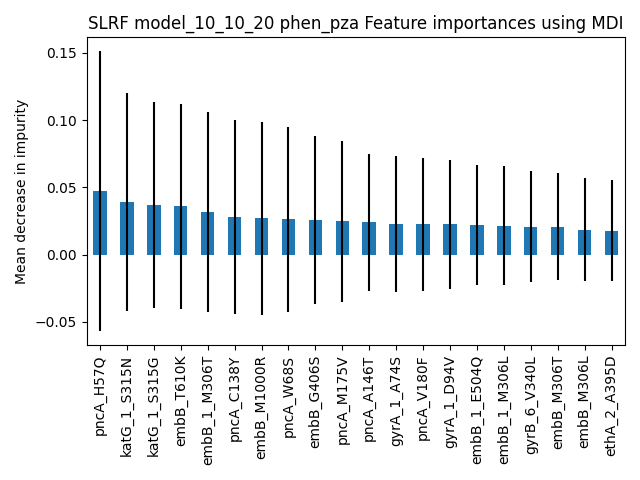 SLRF model_10_10_20 phen_pza Feature importances using MDI
Mean decrease in impurity
0.15
0.10
0.05
0.00
−0.05
pncA_H57Q
katG_1_S315N
katG_1_S315G
embB_T610K
embB_1_M306T
pncA_C138Y
embB_M1000R
pncA_W68S
embB_G406S
pncA_M175V
pncA_A146T
gyrA_1_A74S
pncA_V180F
gyrA_1_D94V
embB_1_E504Q
embB_1_M306L
gyrB_6_V340L
embB_M306T
embB_M306L
ethA_2_A395D